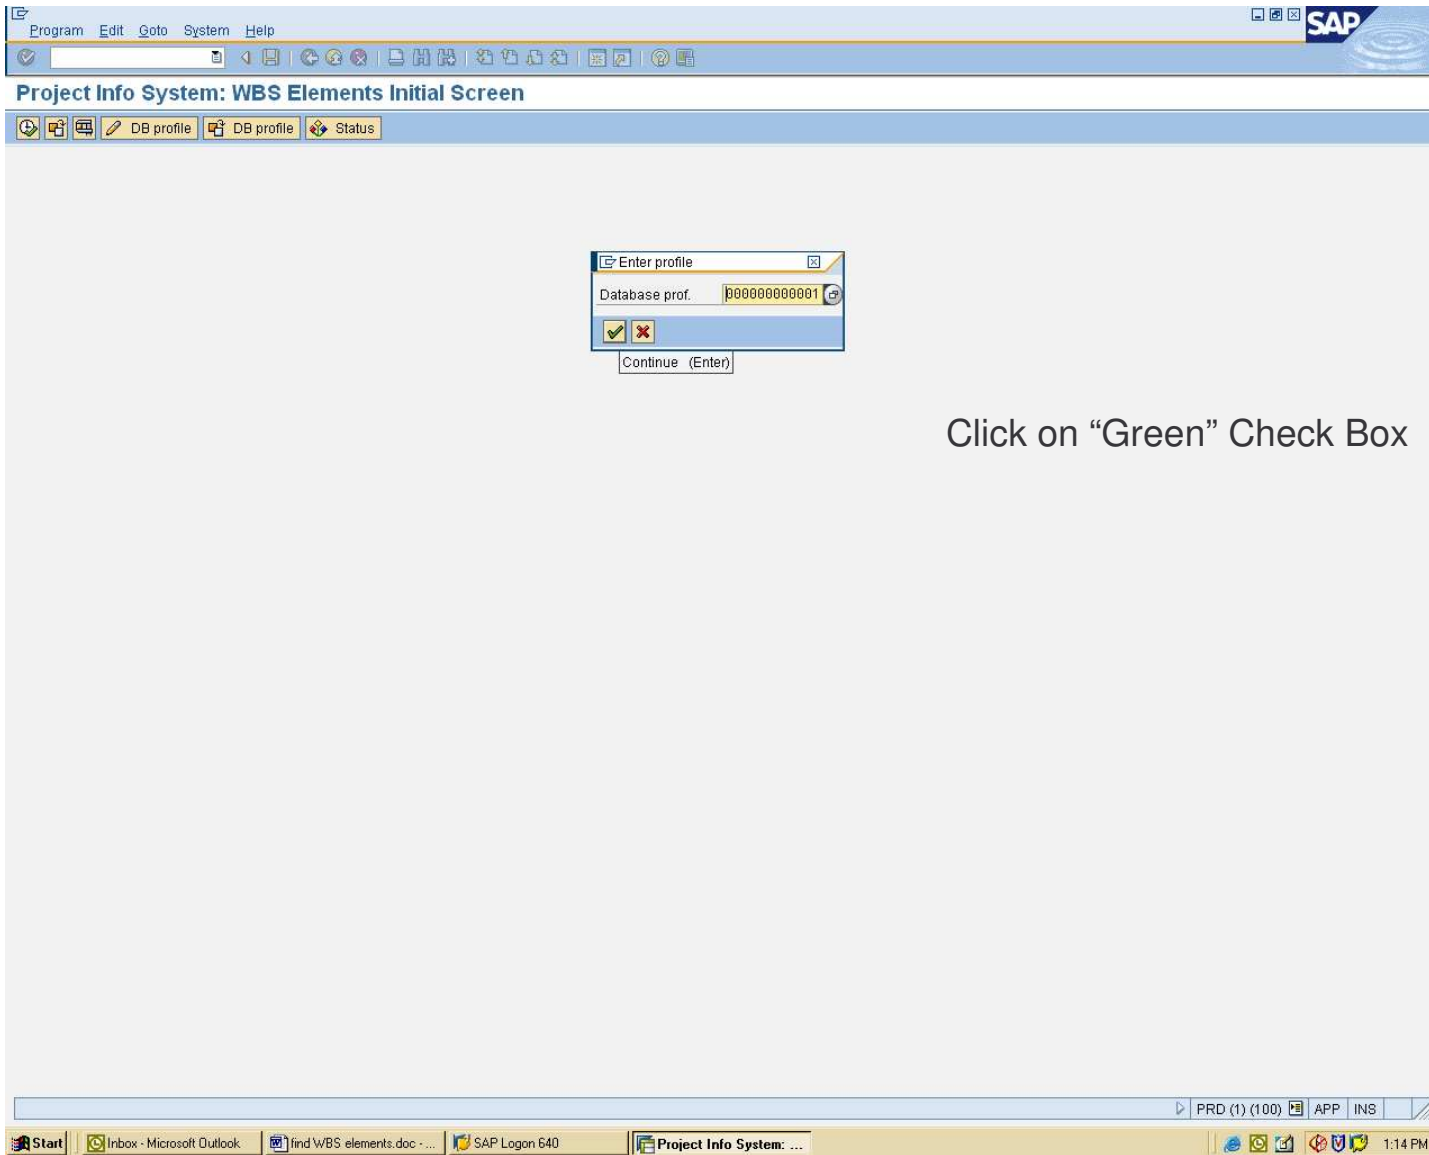 Program Edit Goto System Help
SAP
Project Info System: WBS Elements Initial Screen
DB profile DB profile Status
Enter profile
Database prof. 000000000001
Continue (Enter)
Click on “Green” Check Box
PRD (1) (100) APP INS
Start Inbox - Microsoft Outlook find WBS elements.doc - ... SAP Logon 640 Project Info System: ... 1:14 PM